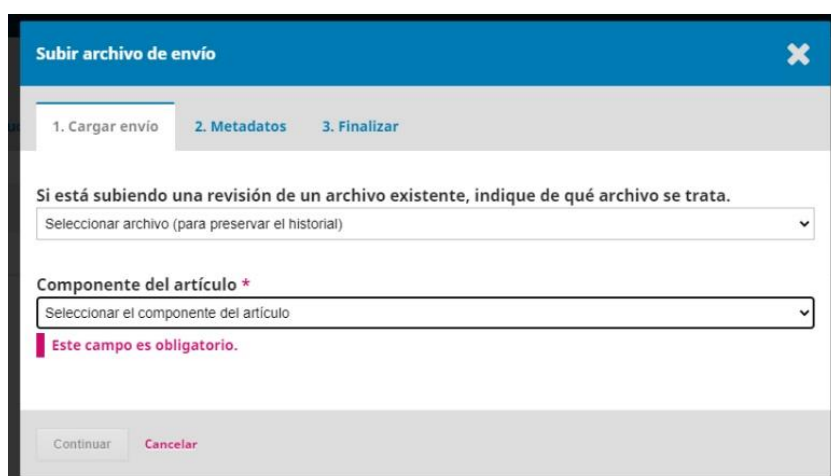 Subir archivo de envío
1. Cargar envío 2. Metadatos 3. Finalizar
Si está subiendo una revisión de un archivo existente, indique de qué archivo se trata.
Seleccionar archivo (para preservar el historial)
Componente del artículo *
Seleccionar el componente del artículo
Este campo es obligatorio.
Continuar Cancelar